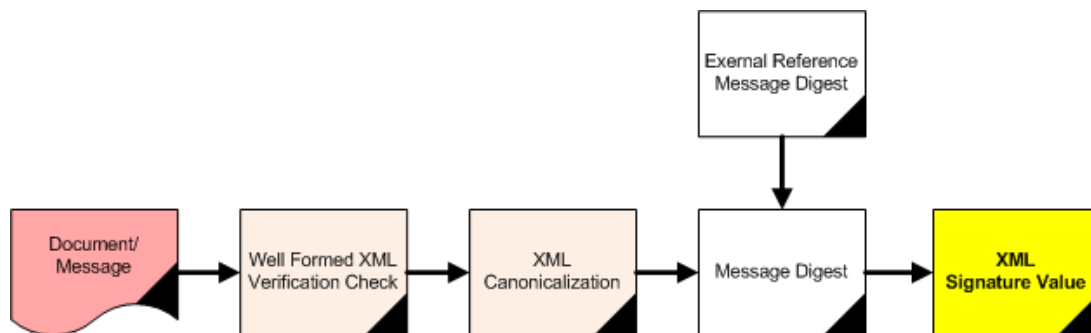 Exernal Reference
Message Digest
Document/
Message
Well Formed XML
Verification Check
XML
Canonicalization
Message Digest
XML
Signature Value